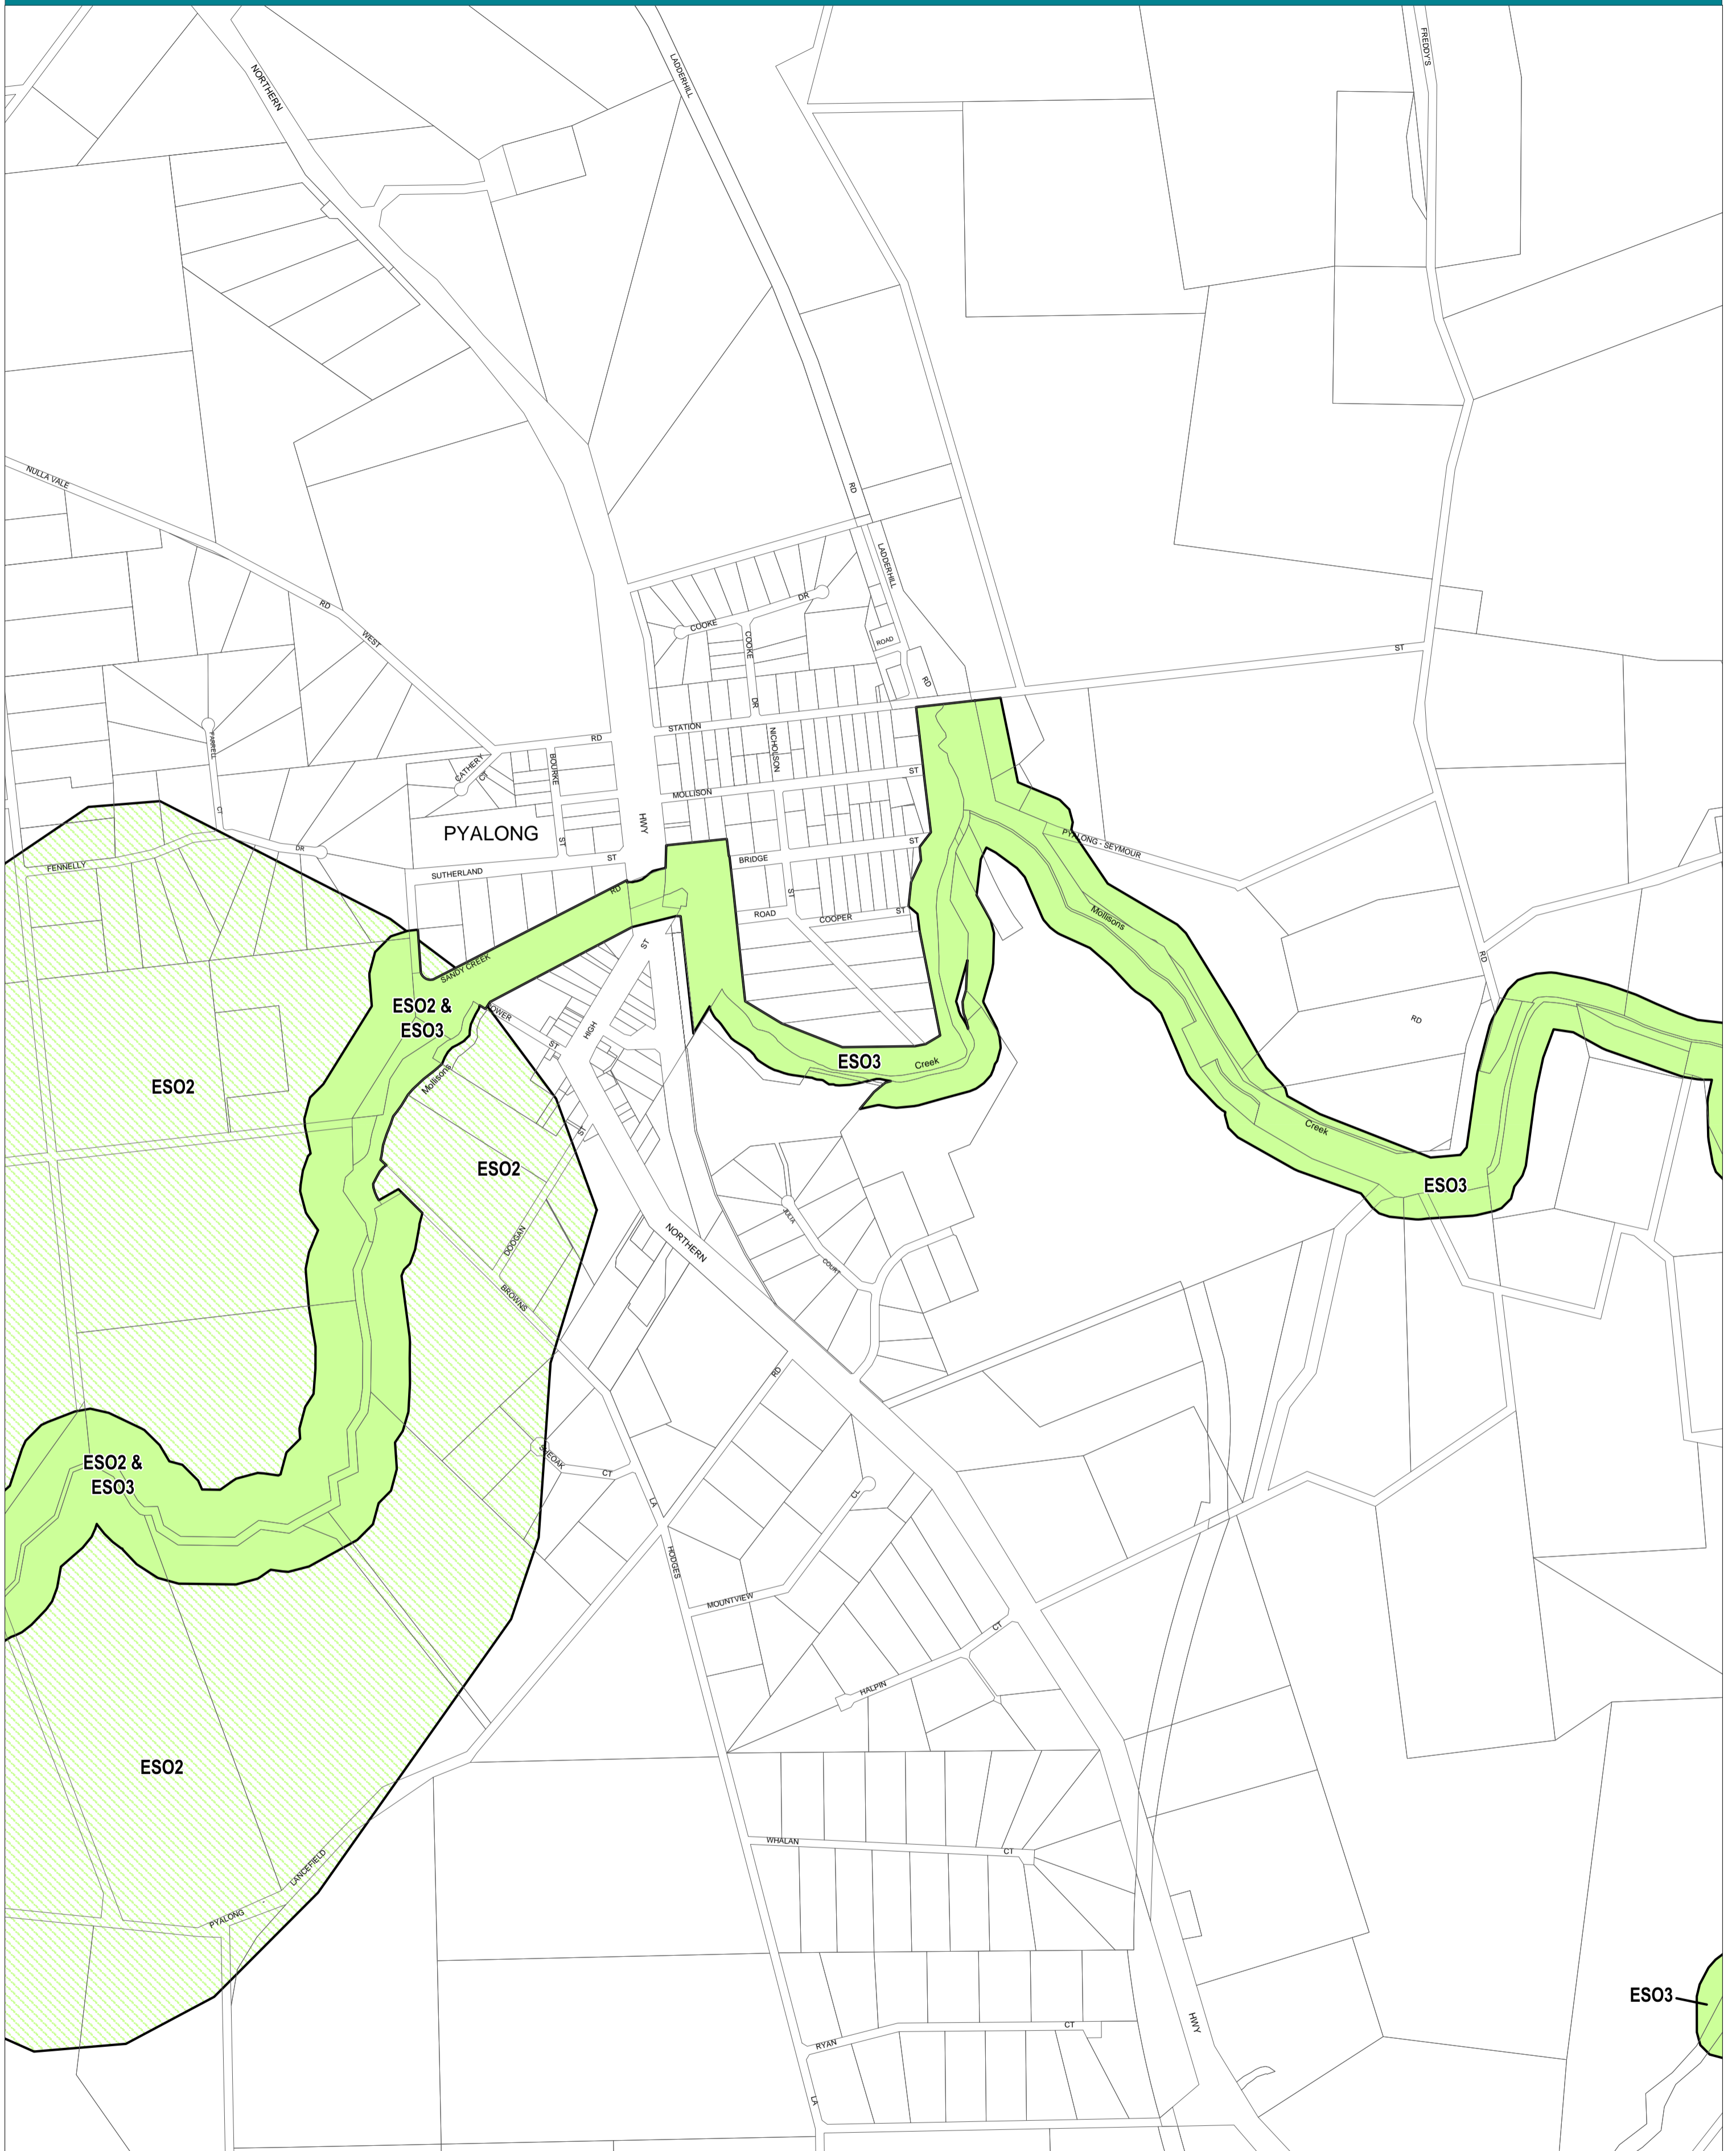 NORTHERN
LADDERHILL
FREDDY'S
NULLA VALE
RD
LADDERHILL
RD
WEST
COOKE
DR
COOKE
DR
ROAD
RD
ST
FARRELL
STATION
RD
NICHOLSON
CATHERY
CT
BOURKE
ST
MOLLISON
HWY
PYALONG
ST
PYALONG - SEYMOUR
FENNELLY
DR
SUTHERLAND
ST
ST
BRIDGE
ST
RD
ROAD
COOPER
ST
ST
Mollisons
SANDY CREEK
RD
ESO2 &
ESO3
OWER
ST
HIGH
RD
ESO2
Mollisons
ESO3
Creek
Creek
ST
ESO2
ESO3
DOOGAN
JULIA
COURT
NORTHERN
BROWNS
RD
ESO2 &
ESO3
SHEOAK
CT
LA
CL
HODGES
MOUNTVIEW
CT
HALPIN
ESO2
LANCEFIELD
PYALONG
WHALAN
CT
ESO3
HWY
RYAN
CT
LA